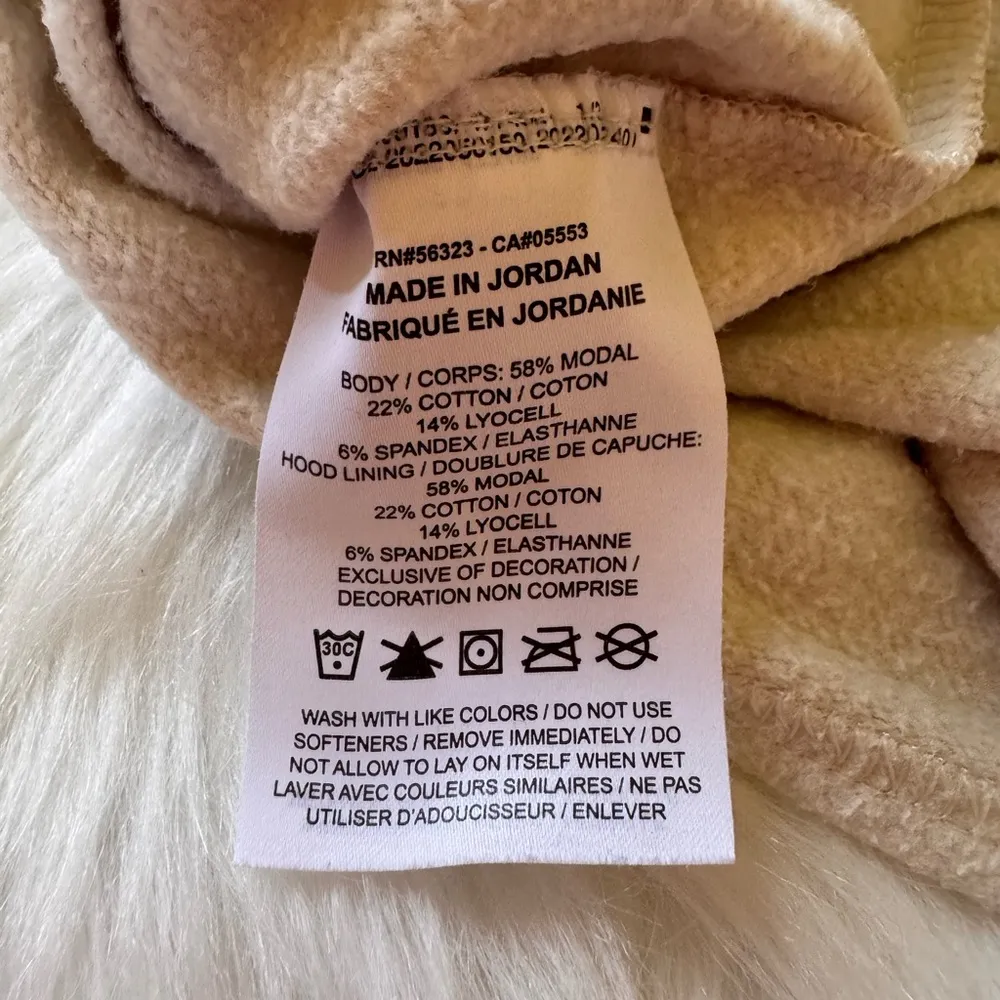 RN#56323 - CA#05553
MADE IN JORDAN
FABRIQUÉ EN JORDANIE
BODY / CORPS: 58% MODAL
22% COTTON / COTON
14% LYOCELL
6% SPANDEX / ELASTHANNE
HOOD LINING / DOUBLURE DE CAPUCHE:
58% MODAL
22% COTTON / COTON
14% LYOCELL
6% SPANDEX / ELASTHANNE
EXCLUSIVE OF DECORATION /
DECORATION NON COMPRISE
30C
WASH WITH LIKE COLORS / DO NOT USE
SOFTENERS / REMOVE IMMEDIATELY / DO
NOT ALLOW TO LAY ON ITSELF WHEN WET
LAVER AVEC COULEURS SIMILAIRES / NE PAS
UTILISER D'ADOUCISSEUR / ENLEVER